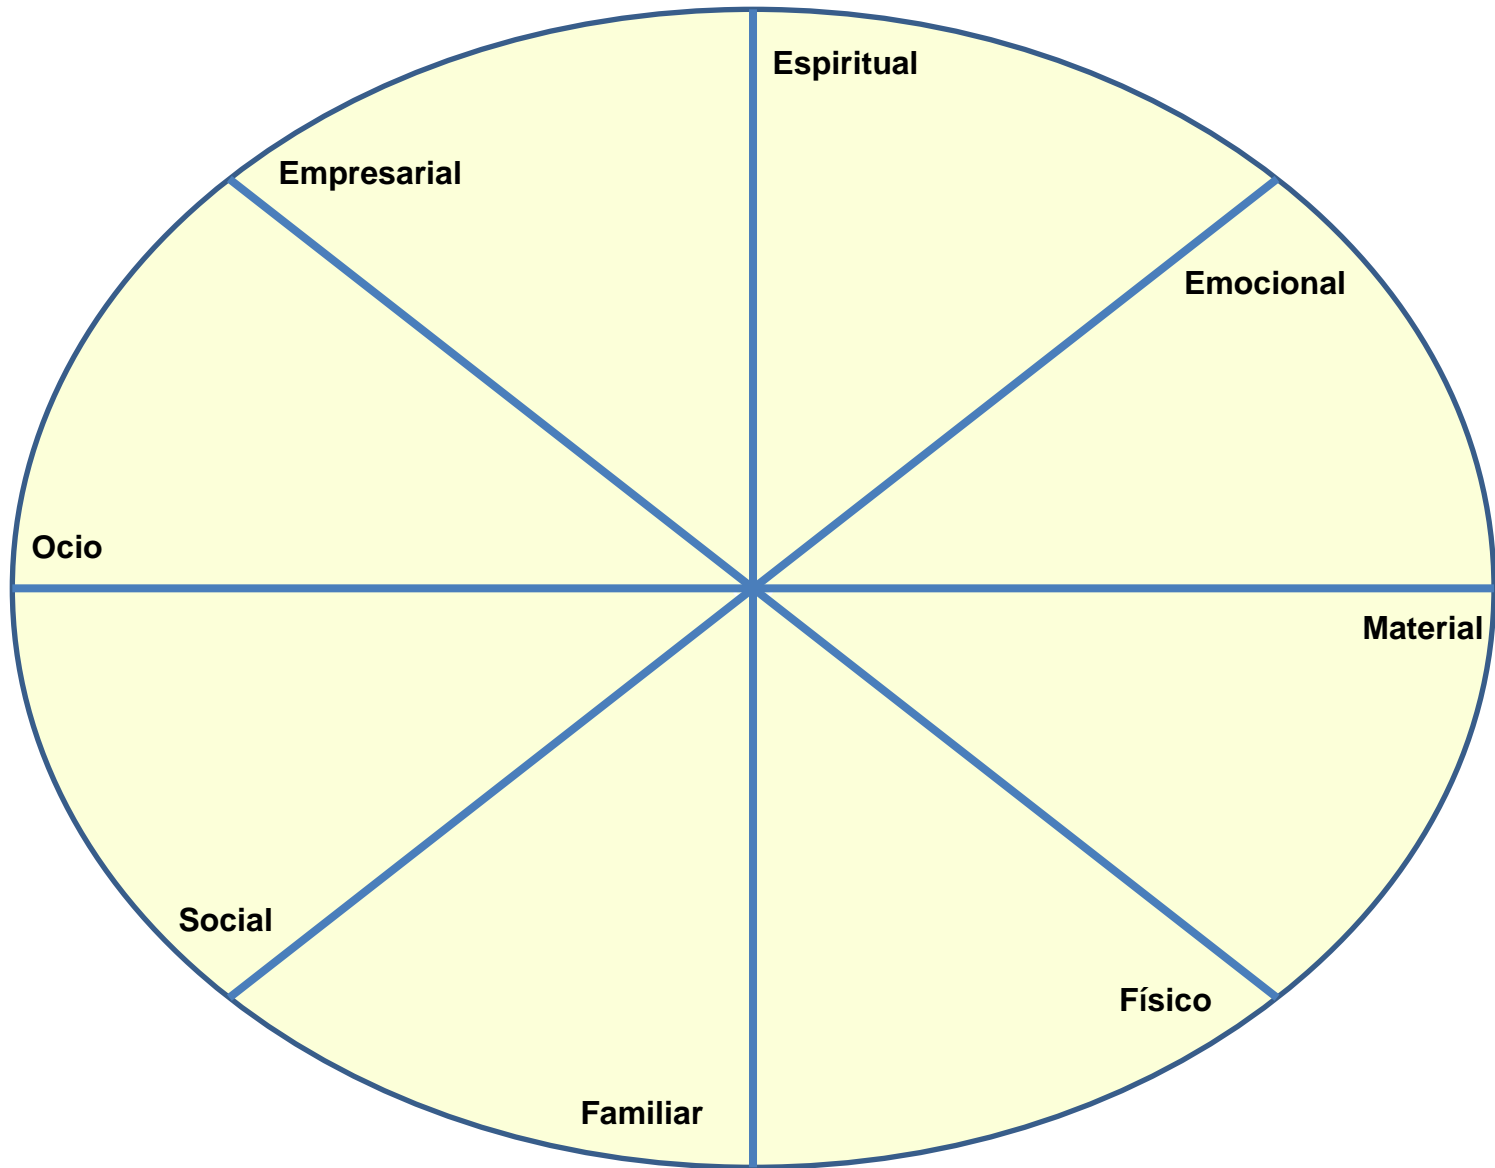 Espiritual
Empresarial
Emocional
Ocio
Material
Social
Físico
Familiar